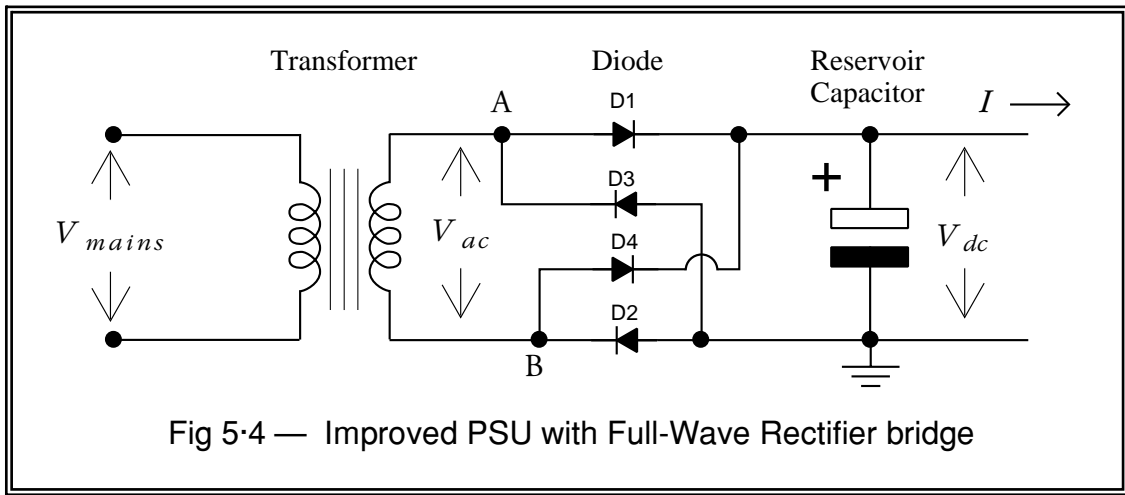 Transformer
Diode
Reservoir
Capacitor
I
A
D1
D3
D4
D2
B
+
V mains
V ac
V dc
Fig 5·4 — Improved PSU with Full-Wave Rectifier bridge